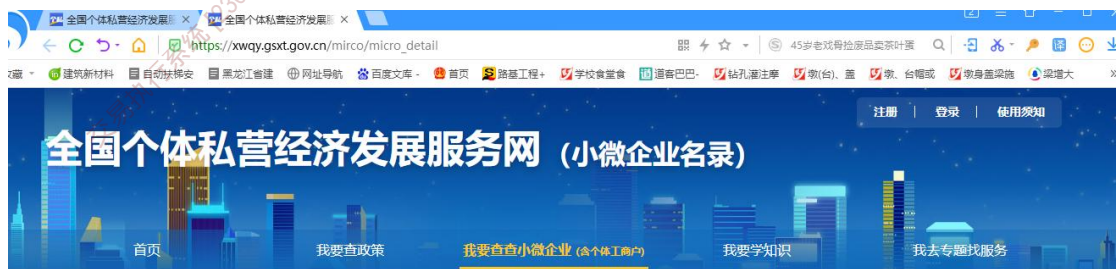 全国个体私营经济发展 全国个体私营经济发展
https://xwqy.gsxt.gov.cn/mirco/micro_detail 45岁老戏骨捡废品卖茶叶蛋
建筑新材料 自动扶梯安 黑龙江省建 网址导航 百度文库 - 首页 路基工程+ 学校食堂食 道客巴巴- 钻孔灌注摩 墩(台)、盖 墩、台帽或 墩身盖梁施 梁增大
注册 | 登录 | 使用须知
全国个体私营经济发展服务网 (小微企业名录)
首页 我要查政策 我要查查小微企业 (含个体工商户) 我要学知识 我去专题找服务